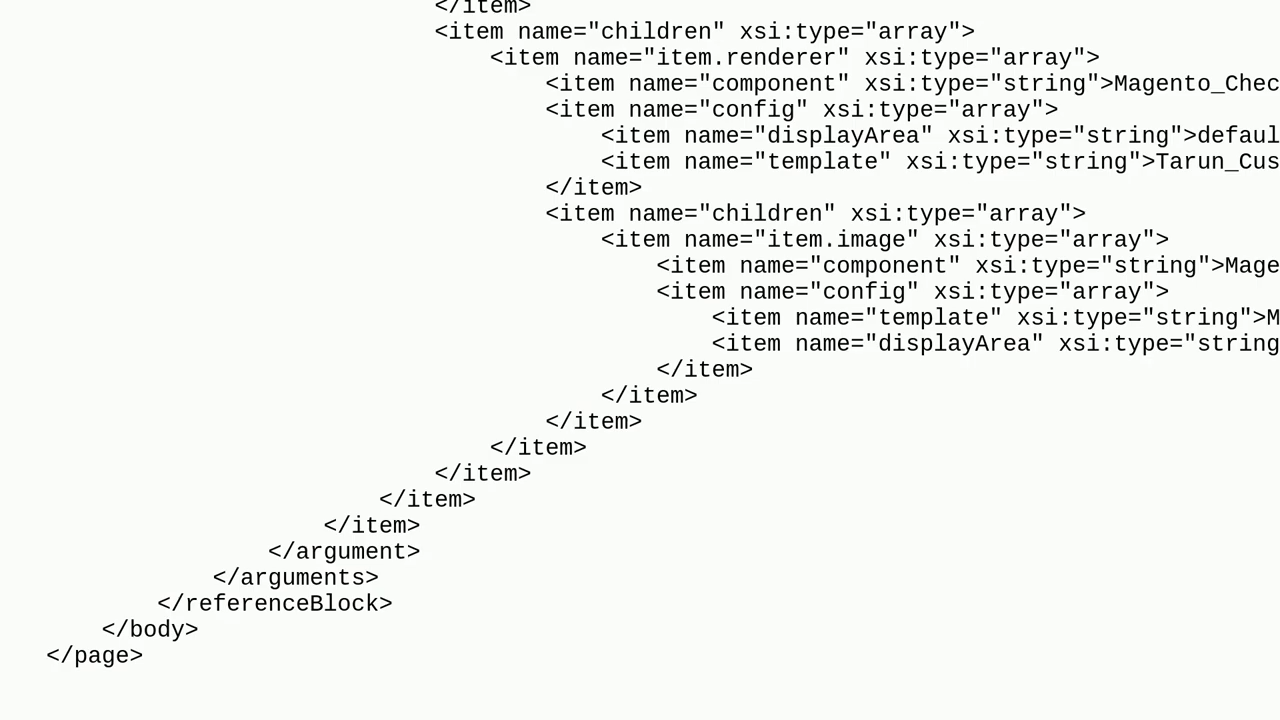 </item>
<item name="children" xsi:type="array">
<item name="item.renderer" xsi:type="array">
<item name="component" xsi:type="string">Magento_Chec
<item name="config" xsi:type="array">
<item name="displayArea" xsi:type="string">defaul
<item name="template" xsi:type="string">Tarun_Cus
</item>
<item name="children" xsi:type="array">
<item name="item.image" xsi:type="array">
<item name="component" xsi:type="string">Mage
<item name="config" xsi:type="array">
<item name="template" xsi:type="string">M
<item name="displayArea" xsi:type="string
</item>
</item>
</item>
</item>
</item>
</item>
</item>
</argument>
</arguments>
</referenceBlock>
</body>
</page>